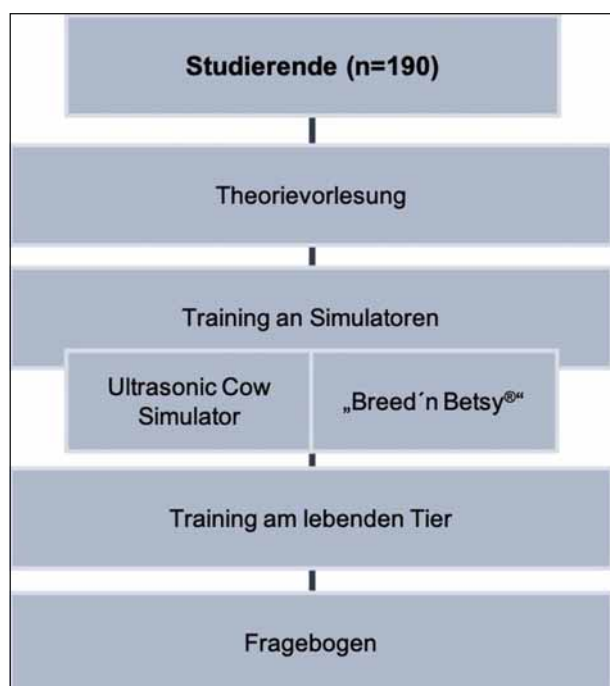 Studierende (n=190)
Theorievorlesung
Training an Simulatoren
Ultrasonic Cow
Simulator
„Breed´n Betsy®“
Training am lebenden Tier
Fragebogen